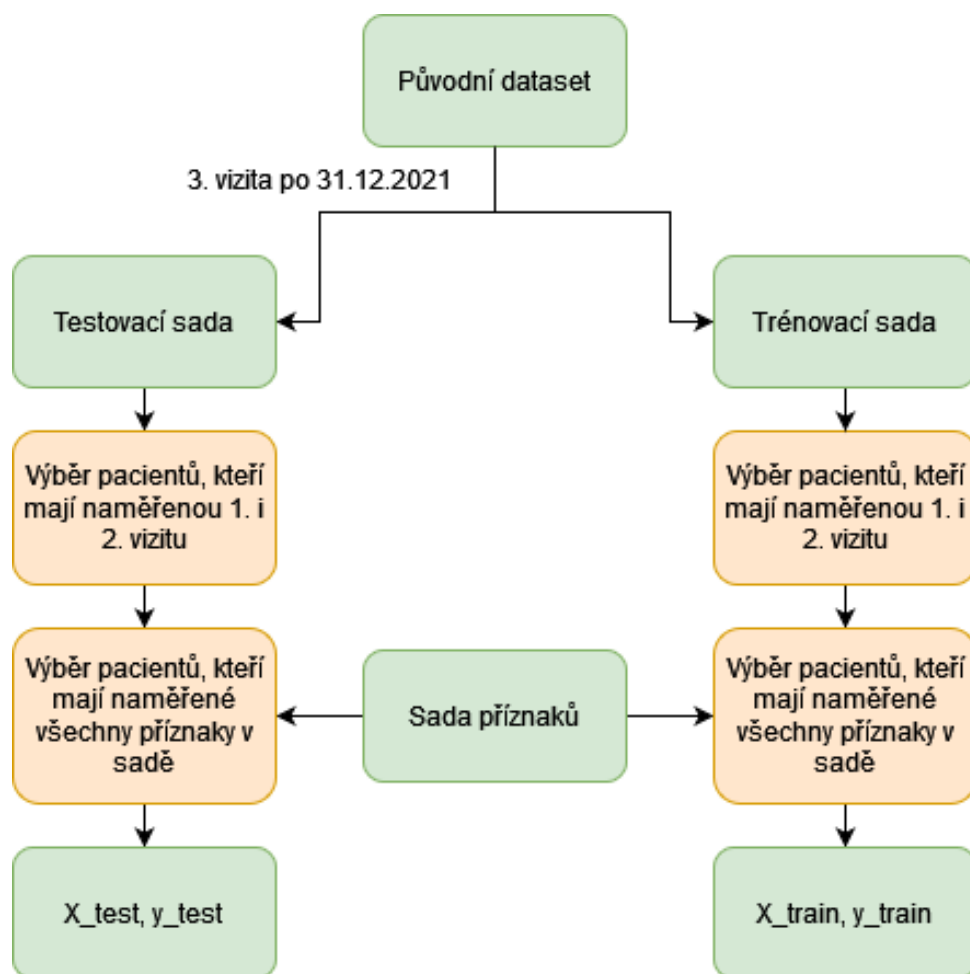 Původní dataset
3. vizita po 31.12.2021
Testovací sada
Trénovací sada
Výběr pacientů, kteří
mají naměřenou 1. i
2. vizitu
Výběr pacientů, kteří
mají naměřenou 1. i
2. vizitu
Výběr pacientů, kteří
mají naměřené
všechny příznaky v
sadě
Sada příznaků
Výběr pacientů, kteří
mají naměřené
všechny příznaky v
sadě
X_test, y_test
X_train, y_train